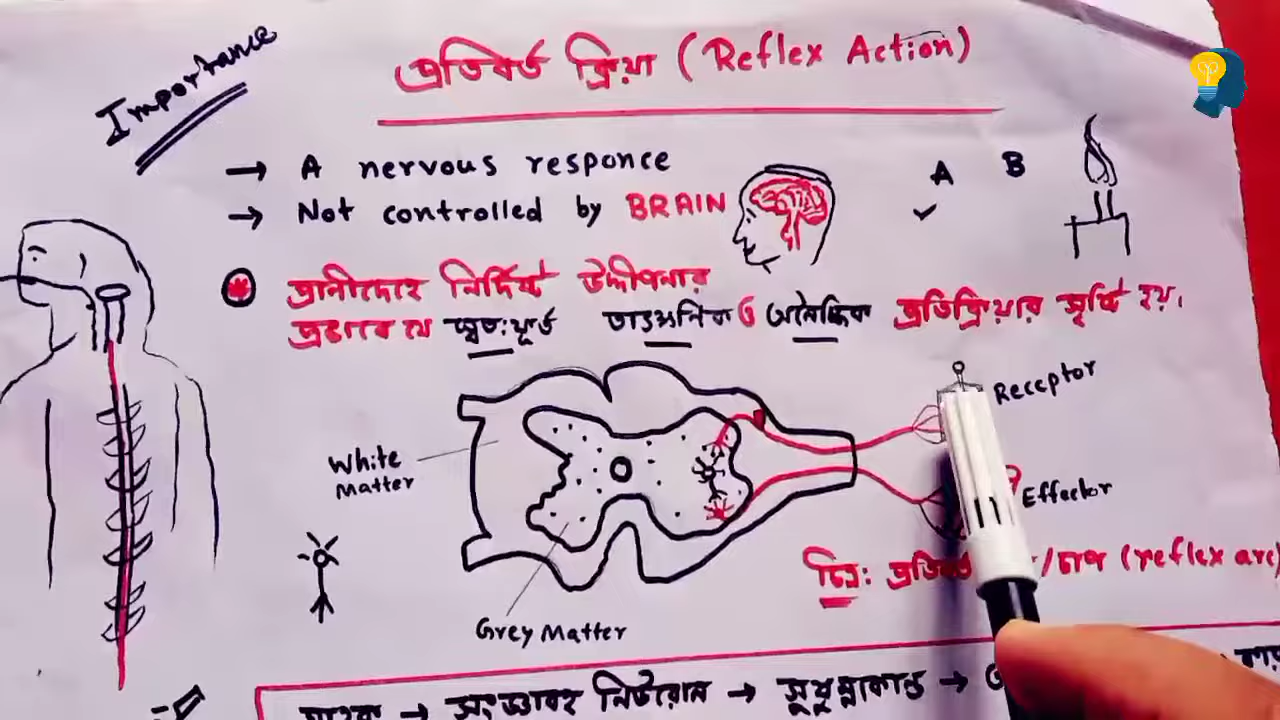 Importance
প্রতিবর্ত ক্রিয়া (Reflex Action)
→ A nervous responce
→ Not controlled by BRAIN
A B
প্রানীদেহে নির্দিষ্ট উদ্দীপনার
প্রভাবে যে স্বতঃস্ফূর্ত তাৎক্ষনিক ও অনৈচ্ছিক প্রতিক্রিয়ার সৃষ্টি হয়।
Receptor
White
Matter
Effector
চিত্র: /চাপ (reflex arc)
Grey Matter
→ সংজ্ঞাবহ নিউরোন → সুষুম্নাকান্ড →